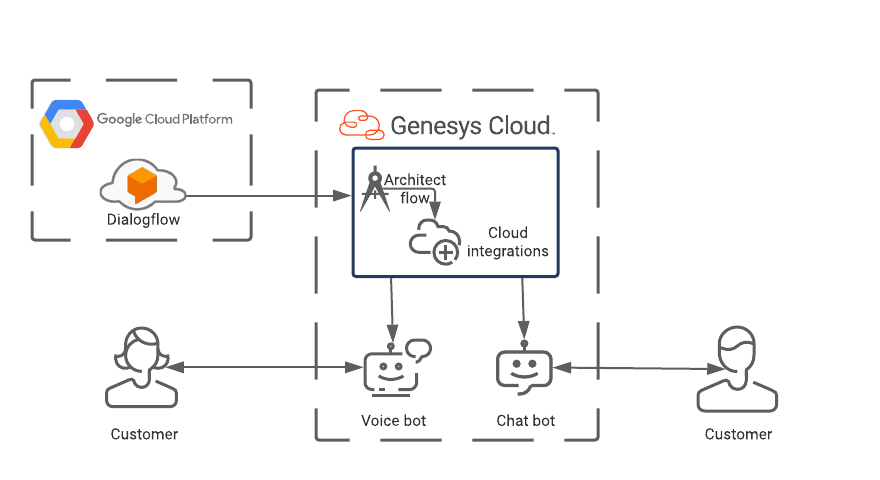 Google Cloud Platform
Dialogflow
Genesys Cloud.
Architect
flow
Cloud
integrations
Voice bot
Chat bot
Customer
Customer